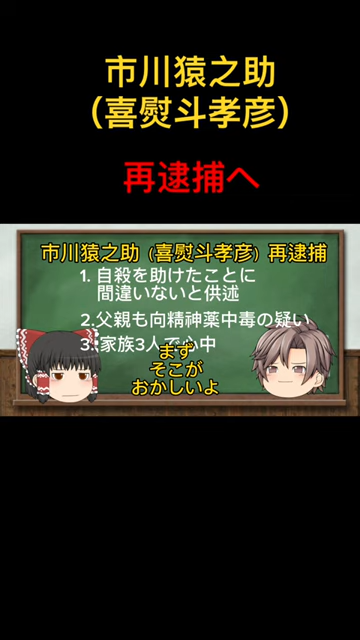 市川猿之助
（喜熨斗孝彦）
再逮捕へ
市川猿之助（喜熨斗孝彦）再逮捕
1. 自殺を助けたことに
間違いないと供述
2.父親も向精神薬中毒の疑い
3. 家族3人で心中
まず
そこが
おかしいよ